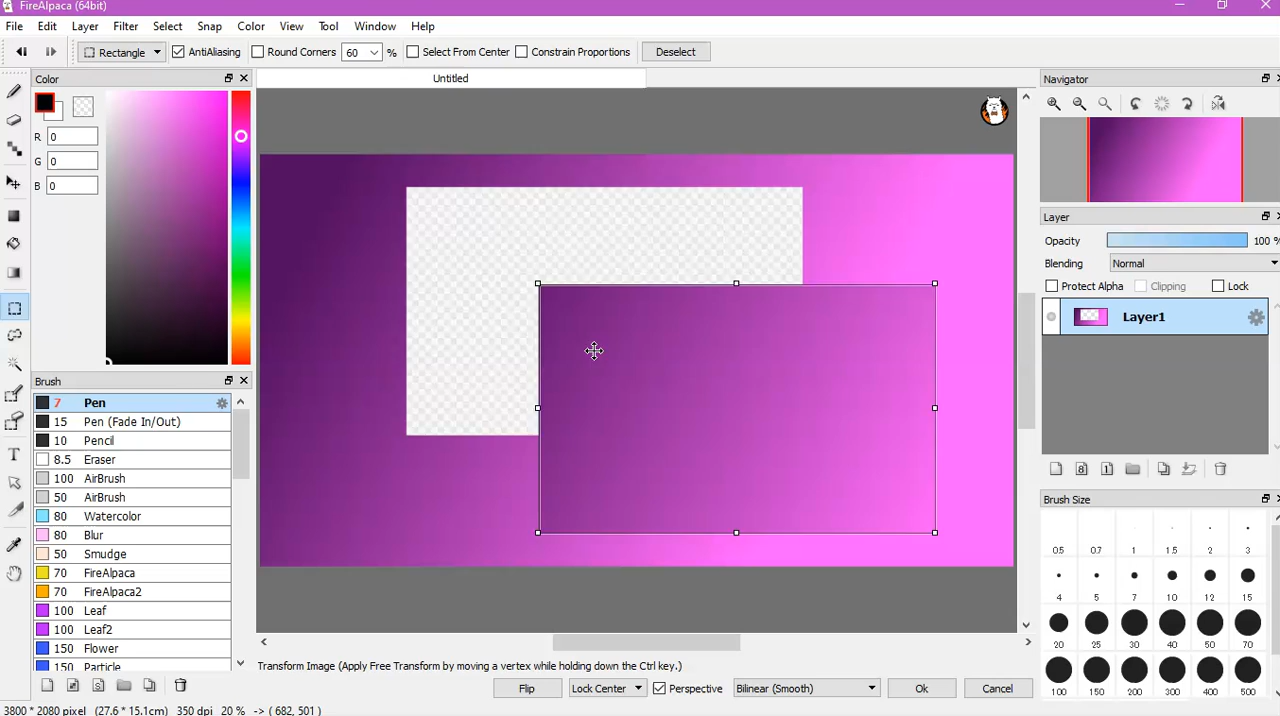 FireAlpaca (64bit)
File Edit Layer Filter Select Snap Color View Tool Window Help
Rectangle AntiAliasing Round Corners 60 % Select From Center Constrain Proportions Deselect
Color
Untitled
Navigator
R 0
G 0
B 0
Layer
Opacity 100 %
Blending Normal
Protect Alpha Clipping Lock
Layer1
Brush
7 Pen
15 Pen (Fade In/Out)
10 Pencil
8.5 Eraser
100 AirBrush
50 AirBrush
80 Watercolor
80 Blur
50 Smudge
70 FireAlpaca
70 FireAlpaca2
100 Leaf
100 Leaf2
150 Flower
150 Particle
Brush Size
0.5 0.7 1 1.5 2 3
4 5 7 10 12 15
20 25 30 40 50 70
100 150 200 300 400 500
Transform Image (Apply Free Transform by moving a vertex while holding down the Ctrl key.)
Flip Lock Center Perspective Bilinear (Smooth) Ok Cancel
3800 * 2080 pixel (27.6 * 15.1cm) 350 dpi 20 % -> ( 682, 501 )